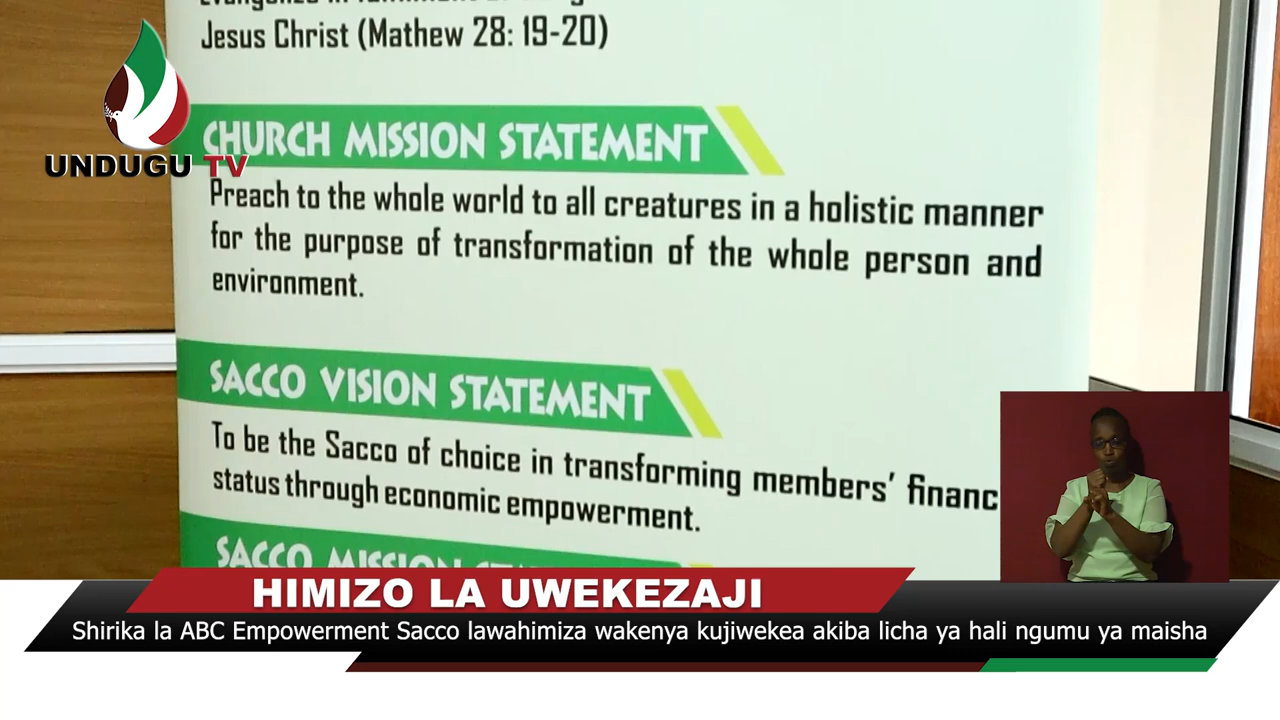 Jesus Christ (Mathew 28: 19-20)
UNDUGU TV
CHURCH MISSION STATEMENT
Preach to the whole world to all creatures in a holistic manner
for the purpose of transformation of the whole person and
environment.
SACCO VISION STATEMENT
To be the Sacco of choice in transforming members' financ
status through economic empowerment.
SACCO MISSION
HIMIZO LA UWEKEZAJI
Shirika la ABC Empowerment Sacco lawahimiza wakenya kujiwekea akiba licha ya hali ngumu ya maisha